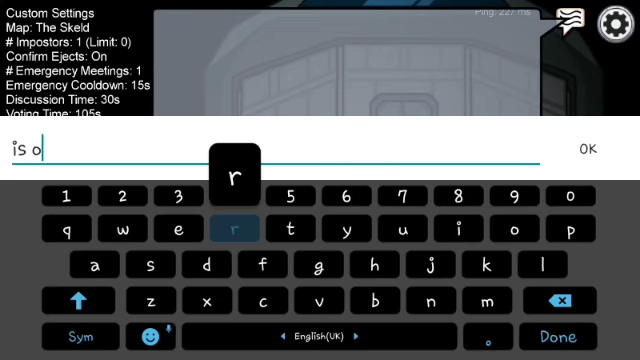 Custom Settings
Map: The Skeld
# Impostors: 1 (Limit: 0)
Confirm Ejects: On
# Emergency Meetings: 1
Emergency Cooldown: 15s
Discussion Time: 30s
Voting Time: 105s
Ping: 227 ms
is o
OK
r
1 2 3 5 6 7 8 9 0
q w e r t y u i o p
a s d f g h j k l
z x c v b n m
Sym
English(UK)
.
Done